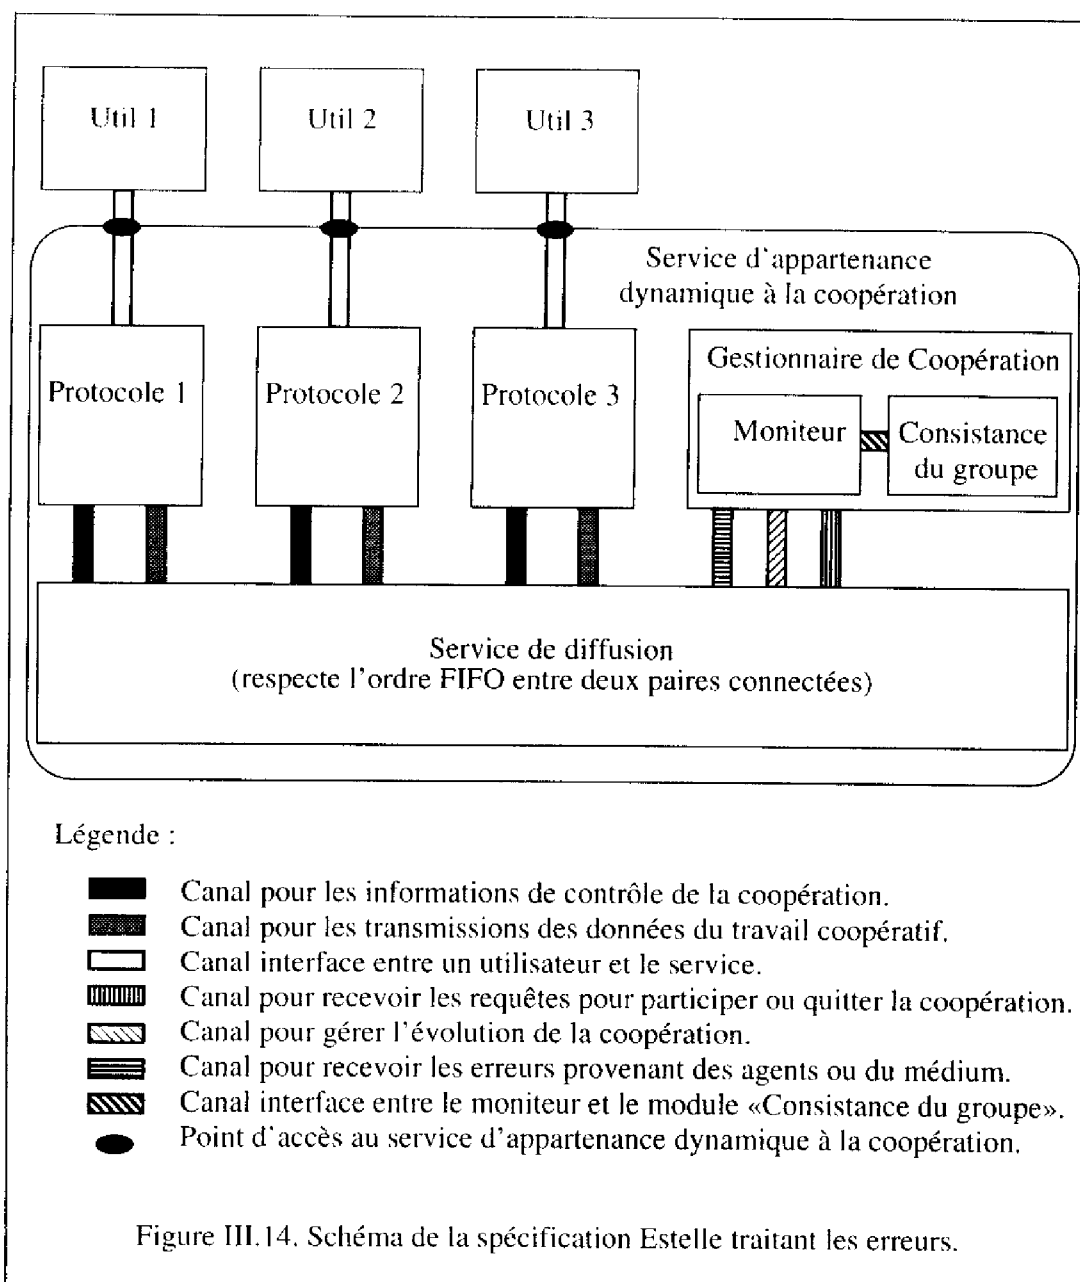 Util 1
Util 2
Util 3
Service d'appartenance
dynamique à la coopération
Protocole 1
Protocole 2
Protocole 3
Gestionnaire de Coopération
Moniteur
Consistance
du groupe
Service de diffusion
(respecte l'ordre FIFO entre deux paires connectées)
Légende :
Canal pour les informations de contrôle de la coopération.
Canal pour les transmissions des données du travail coopératif.
Canal interface entre un utilisateur et le service.
Canal pour recevoir les requêtes pour participer ou quitter la coopération.
Canal pour gérer l'évolution de la coopération.
Canal pour recevoir les erreurs provenant des agents ou du médium.
Canal interface entre le moniteur et le module «Consistance du groupe».
Point d'accès au service d'appartenance dynamique à la coopération.
Figure III.14. Schéma de la spécification Estelle traitant les erreurs.